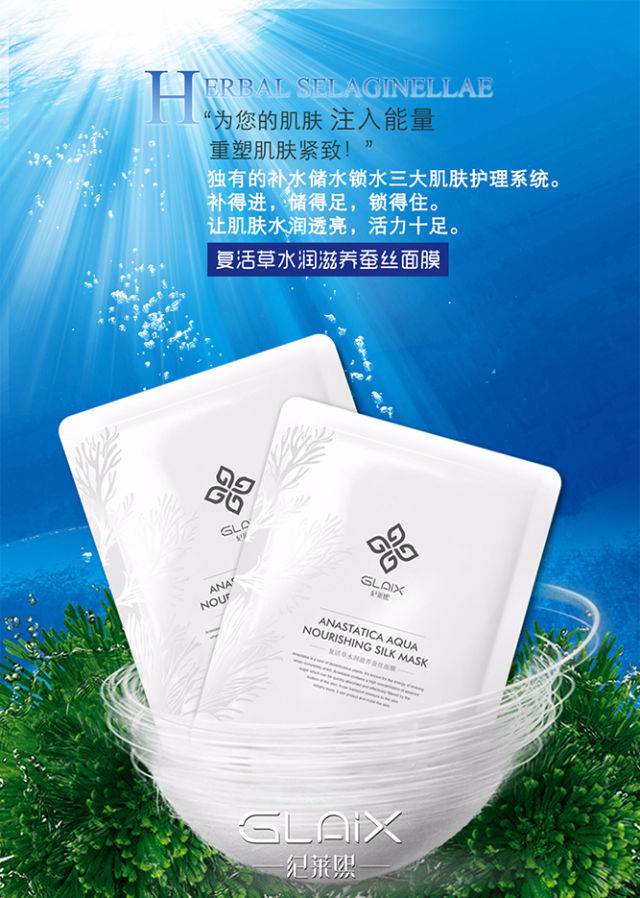 HERBAL SELAGINELLAE
“为您的肌肤 注入能量
重塑肌肤紧致！”
独有的补水储水锁水三大肌肤护理系统。
补得进，储得足，锁得住。
让肌肤水润透亮，活力十足。
复活草水润滋养蚕丝面膜
GLAiX
纪莱熙
ANASTATICA AQUA
NOURISHING SILK MASK
复活草水润滋养蚕丝面膜
GLAiX
纪莱熙